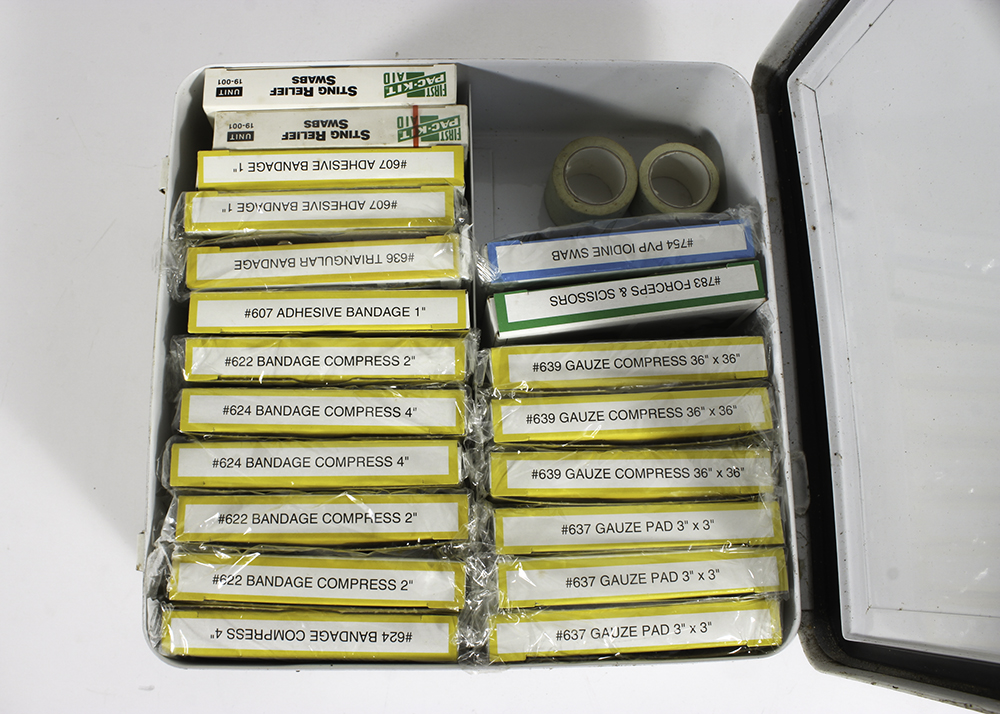 FIRST AID
PAC-KIT
STING RELIEF
SWABS
UNIT
19-001
FIRST AID
PAC-KIT
STING RELIEF
SWABS
UNIT
19-001
#607 ADHESIVE BANDAGE 1"
#607 ADHESIVE BANDAGE 1"
#636 TRIANGULAR BANDAGE
#607 ADHESIVE BANDAGE 1"
#622 BANDAGE COMPRESS 2"
#624 BANDAGE COMPRESS 4"
#624 BANDAGE COMPRESS 4"
#622 BANDAGE COMPRESS 2"
#622 BANDAGE COMPRESS 2"
#624 BANDAGE COMPRESS 4"
#754 PVP IODINE SWAB
#783 FORCEPS & SCISSORS
#639 GAUZE COMPRESS 36" x 36"
#639 GAUZE COMPRESS 36" x 36"
#639 GAUZE COMPRESS 36" x 36"
#637 GAUZE PAD 3" x 3"
#637 GAUZE PAD 3" x 3"
#637 GAUZE PAD 3" x 3"